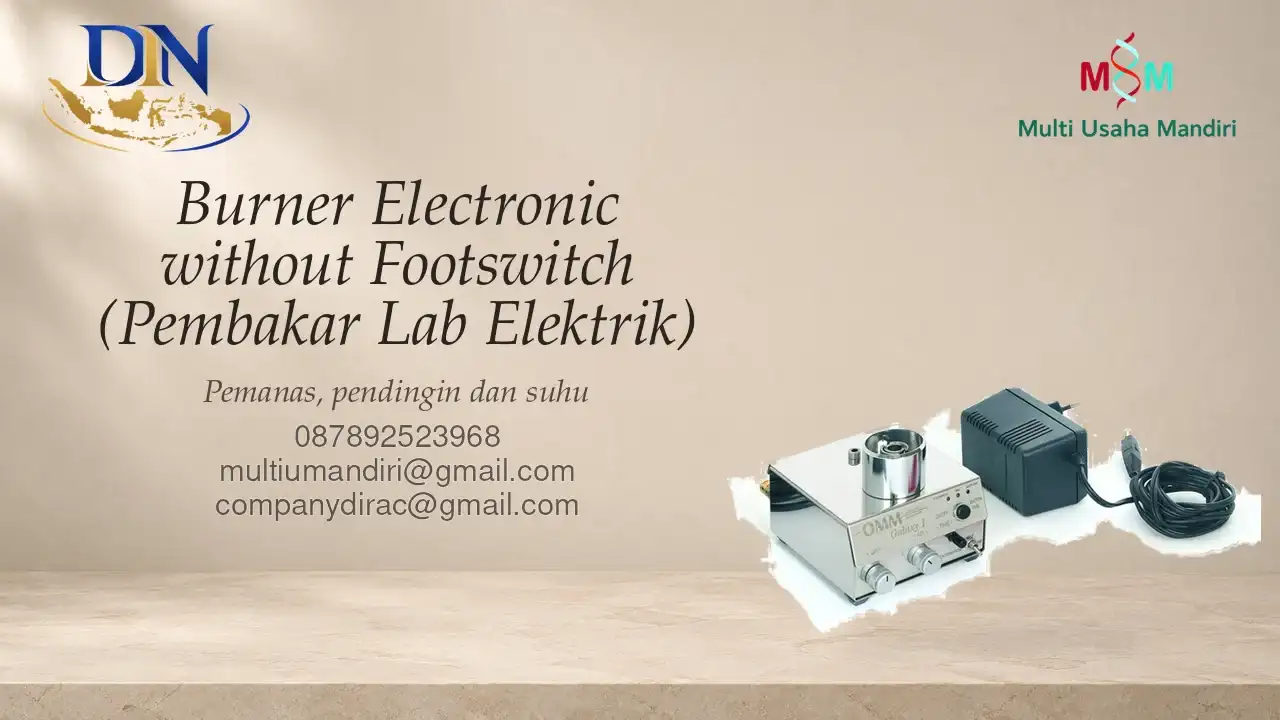 DIN
MSM
Multi Usaha Mandiri
Burner Electronic
without Footswitch
(Pembakar Lab Elektrik)
Pemanas, pendingin dan suhu
087892523968
multiumandiri@gmail.com
companydirac@gmail.com
OMM
Galaxy 1